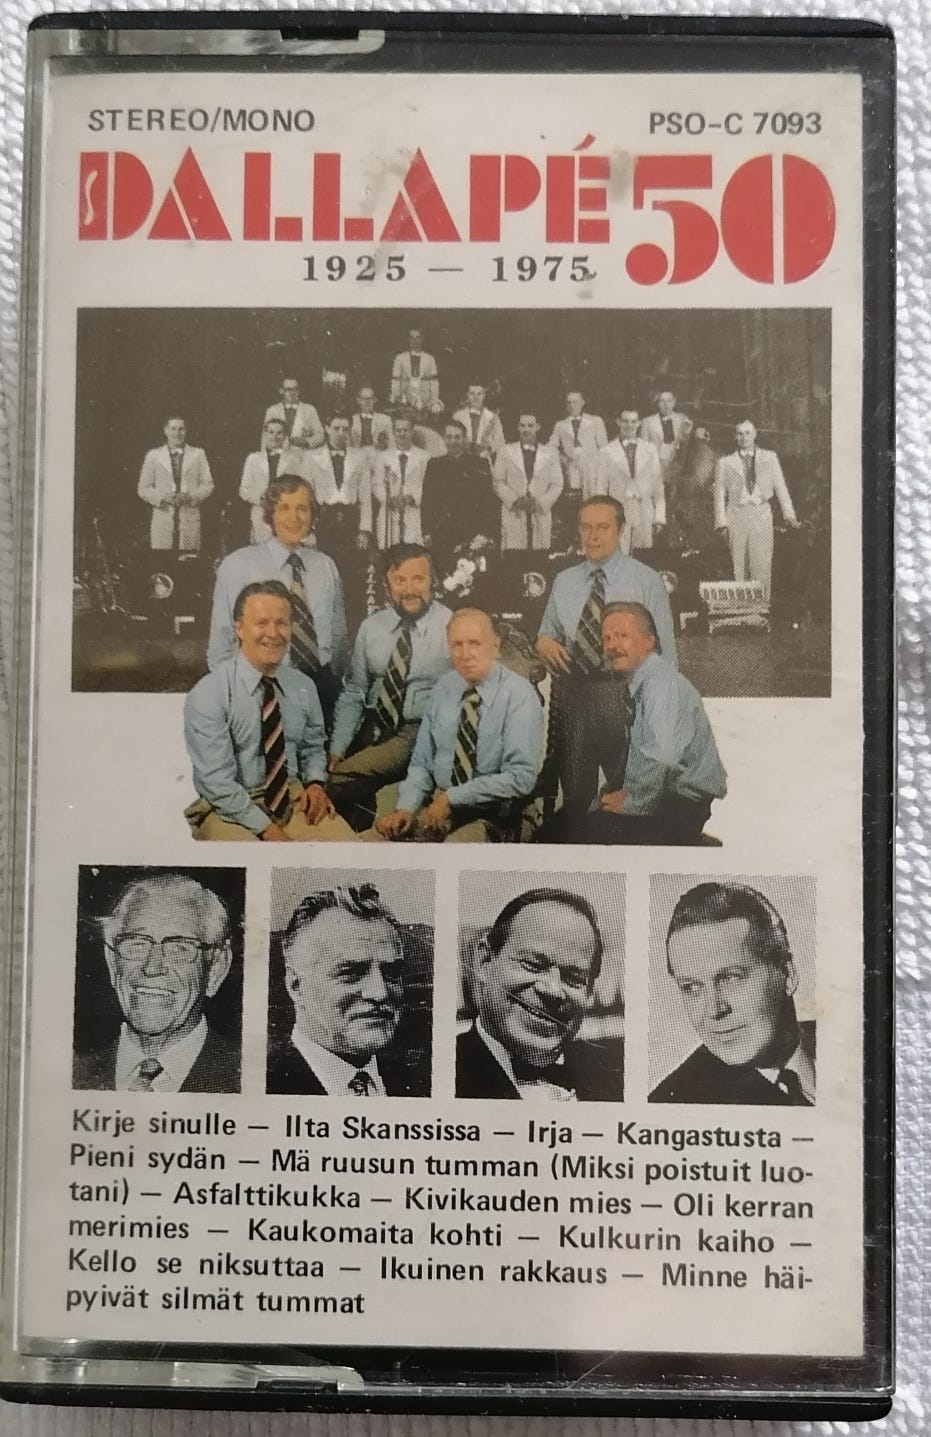 STEREO/MONO PSO-C 7093
DALLAPÉ 50
1925 — 1975
Kirje sinulle — Ilta Skanssissa — Irja — Kangastusta —
Pieni sydän — Mä ruusun tumman (Miksi poistuit luo-
tani) — Asfalttikukka — Kivikauden mies — Oli kerran
merimies — Kaukomaita kohti — Kulkurin kaiho —
Kello se niksuttaa — Ikuinen rakkaus — Minne häi-
pyivät silmät tummat